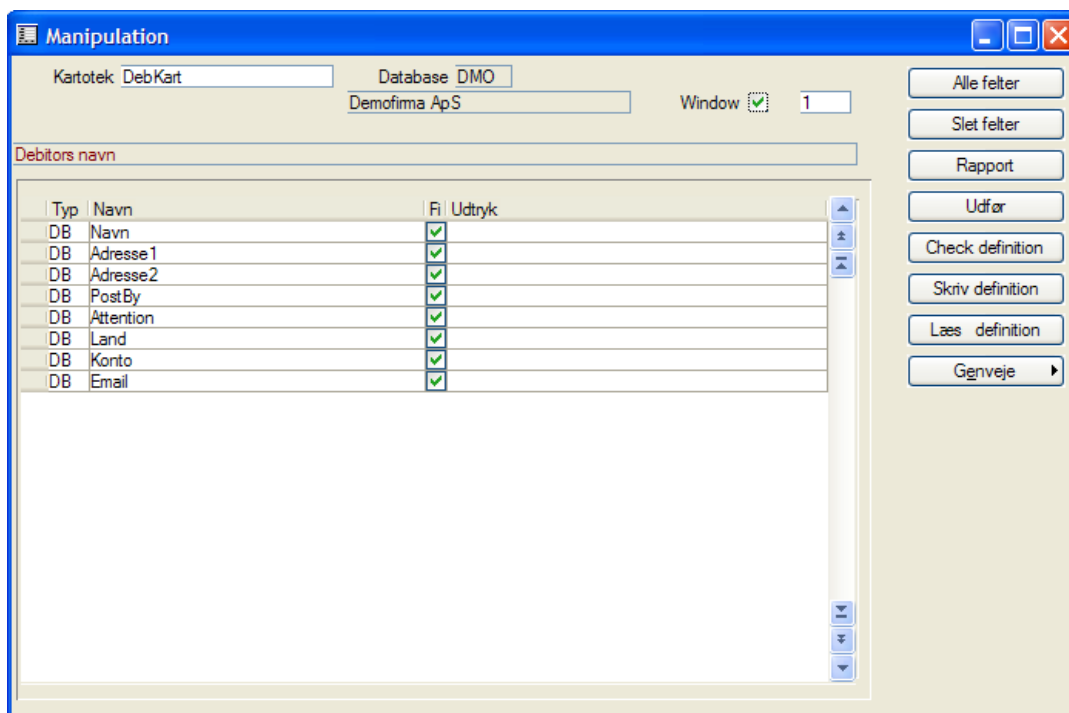 Manipulation
Kartotek DebKart Database DMO
Demofirma ApS Window 1
Debitors navn
Typ Navn Fi Udtryk
DB Navn
DB Adresse1
DB Adresse2
DB PostBy
DB Attention
DB Land
DB Konto
DB Email
Alle felter
Slet felter
Rapport
Udfør
Check definition
Skriv definition
Læs definition
Genveje